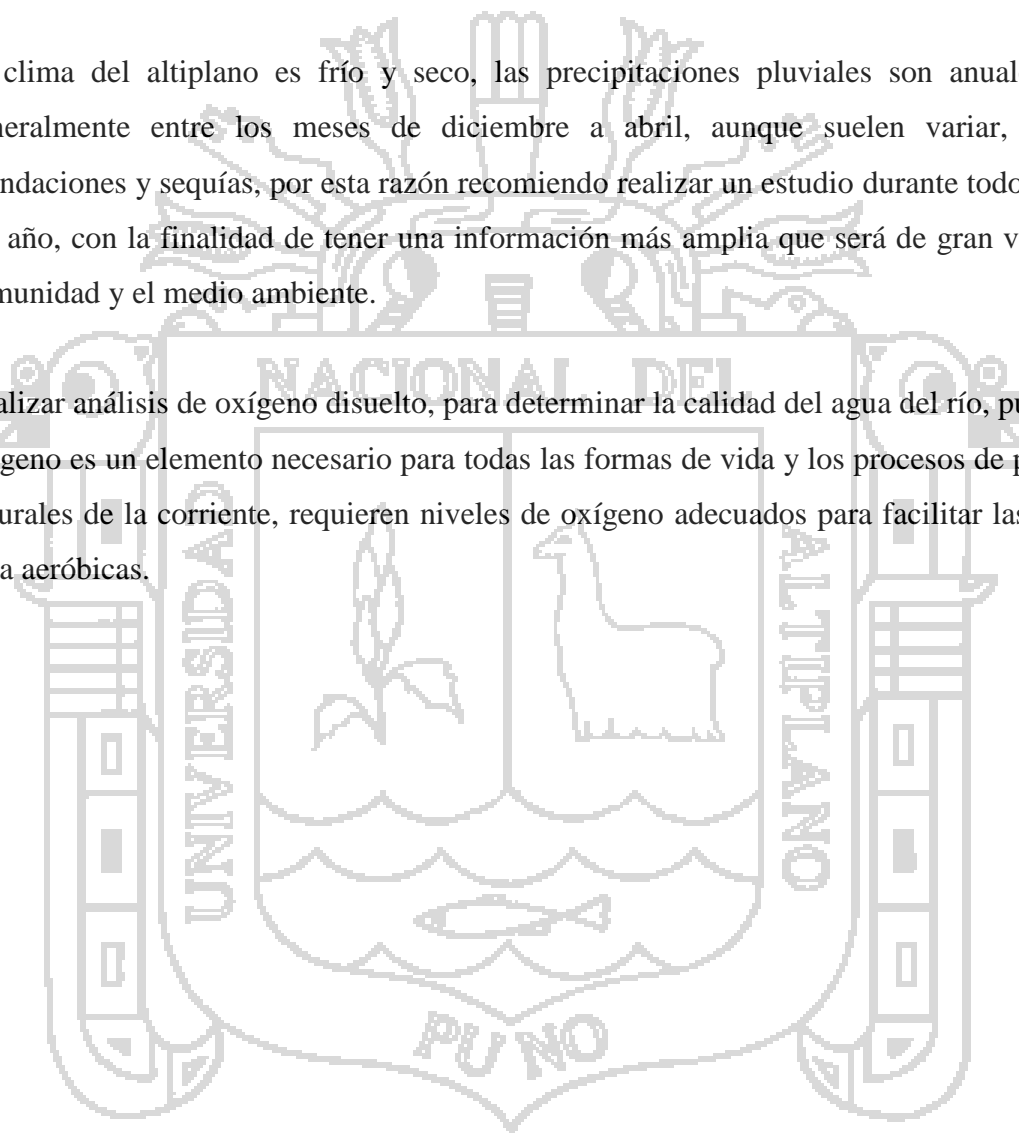 clima del altiplano es frío y seco, las precipitaciones pluviales son anual
neralmente entre los meses de diciembre a abril, aunque suelen variar,
ndaciones y sequías, por esta razón recomiendo realizar un estudio durante todo
año, con la finalidad de tener una información más amplia que será de gran v
munidad y el medio ambiente.
NACIONAL DEL
alizar análisis de oxígeno disuelto, para determinar la calidad del agua del río, pu
geno es un elemento necesario para todas las formas de vida y los procesos de p
urales de la corriente, requieren niveles de oxígeno adecuados para facilitar las
a aeróbicas.
UNIVERSIDAD
ALTIPLANO
PUNO